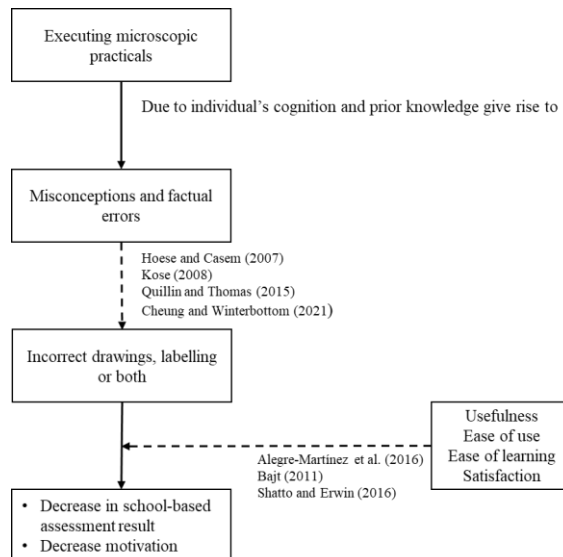 Executing microscopic
practicals
Due to individual's cognition and prior knowledge give rise to
Misconceptions and factual
errors
Hoese and Casem (2007)
Kose (2008)
Quillin and Thomas (2015)
Cheung and Winterbottom (2021)
Incorrect drawings, labelling
or both
Usefulness
Ease of use
Ease of learning
Satisfaction
Alegre-Martínez et al. (2016)
Bajt (2011)
Shatto and Erwin (2016)
• Decrease in school-based
assessment result
• Decrease motivation